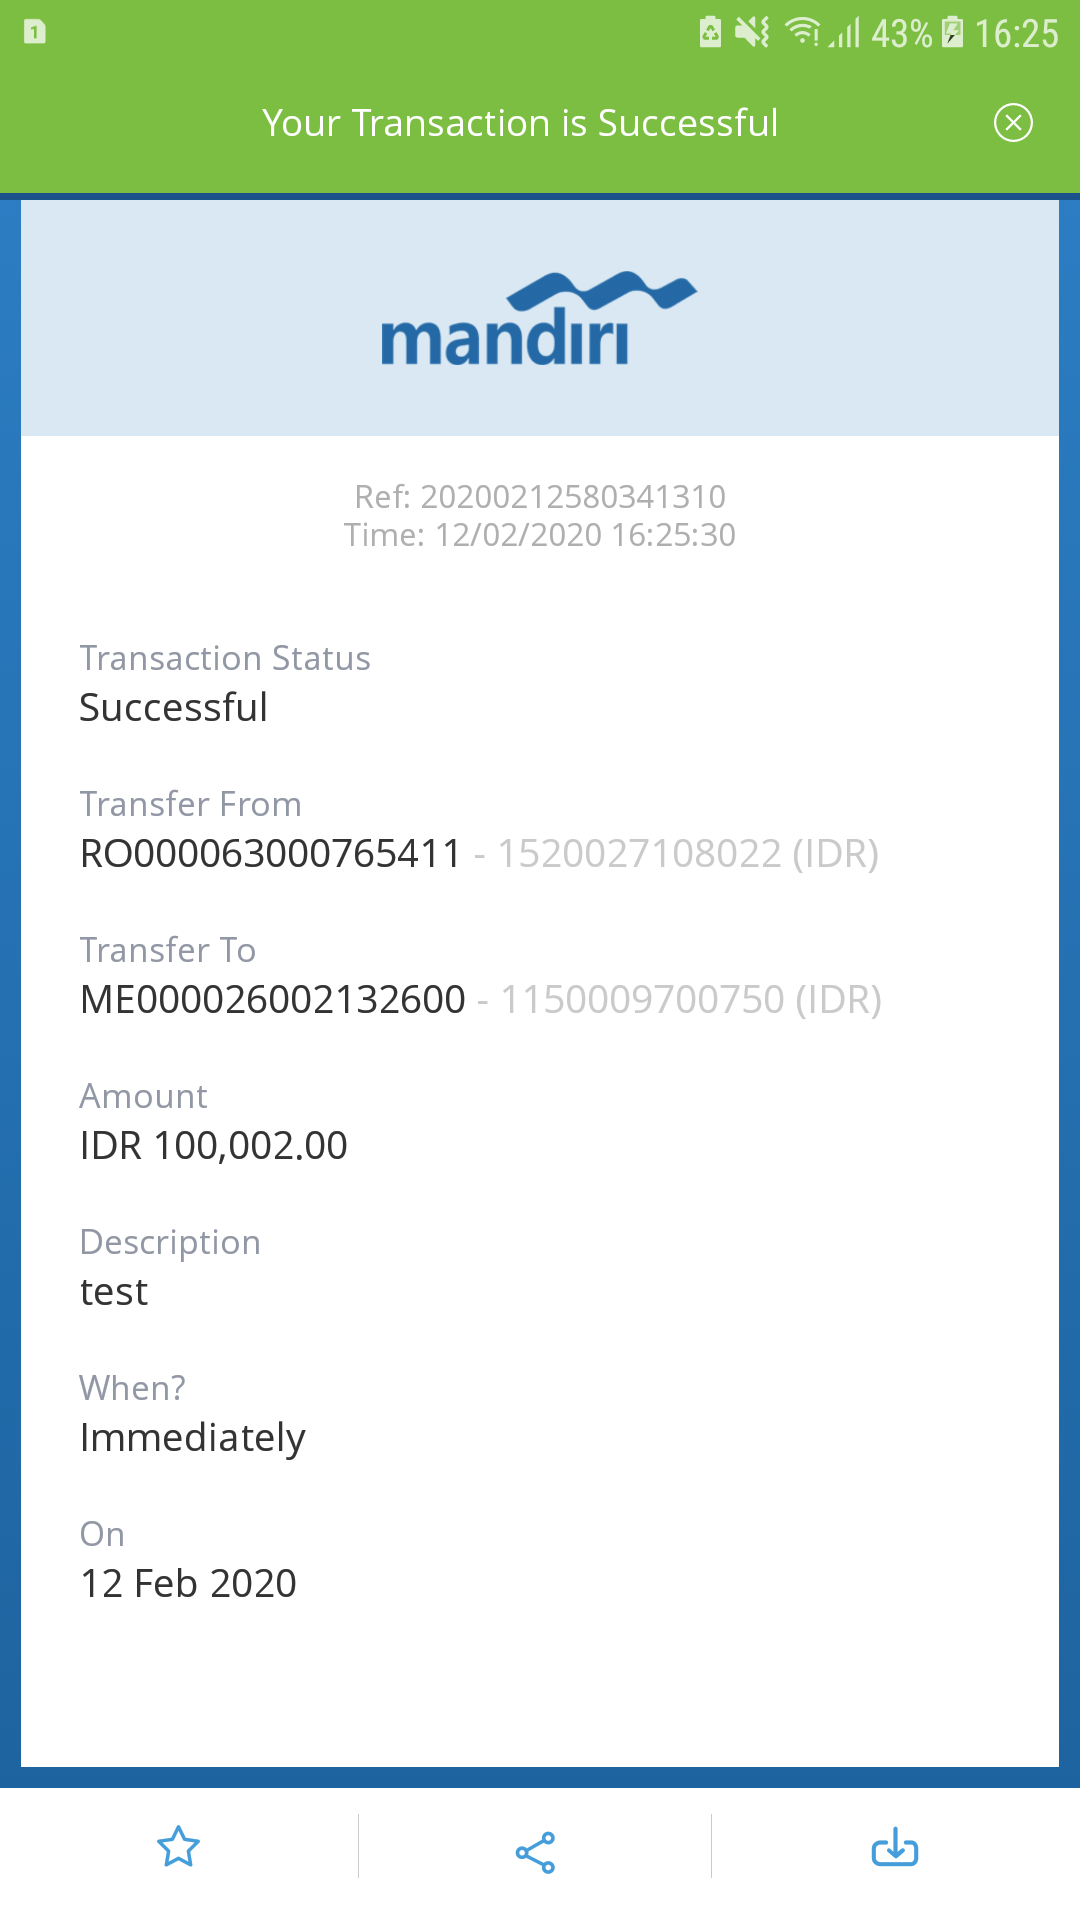 1 43% 16:25
Your Transaction is Successful
mandırı
Ref: 20200212580341310
Time: 12/02/2020 16:25:30
Transaction Status
Successful
Transfer From
RO000063000765411 - 1520027108022 (IDR)
Transfer To
ME000026002132600 - 1150009700750 (IDR)
Amount
IDR 100,002.00
Description
test
When?
Immediately
On
12 Feb 2020